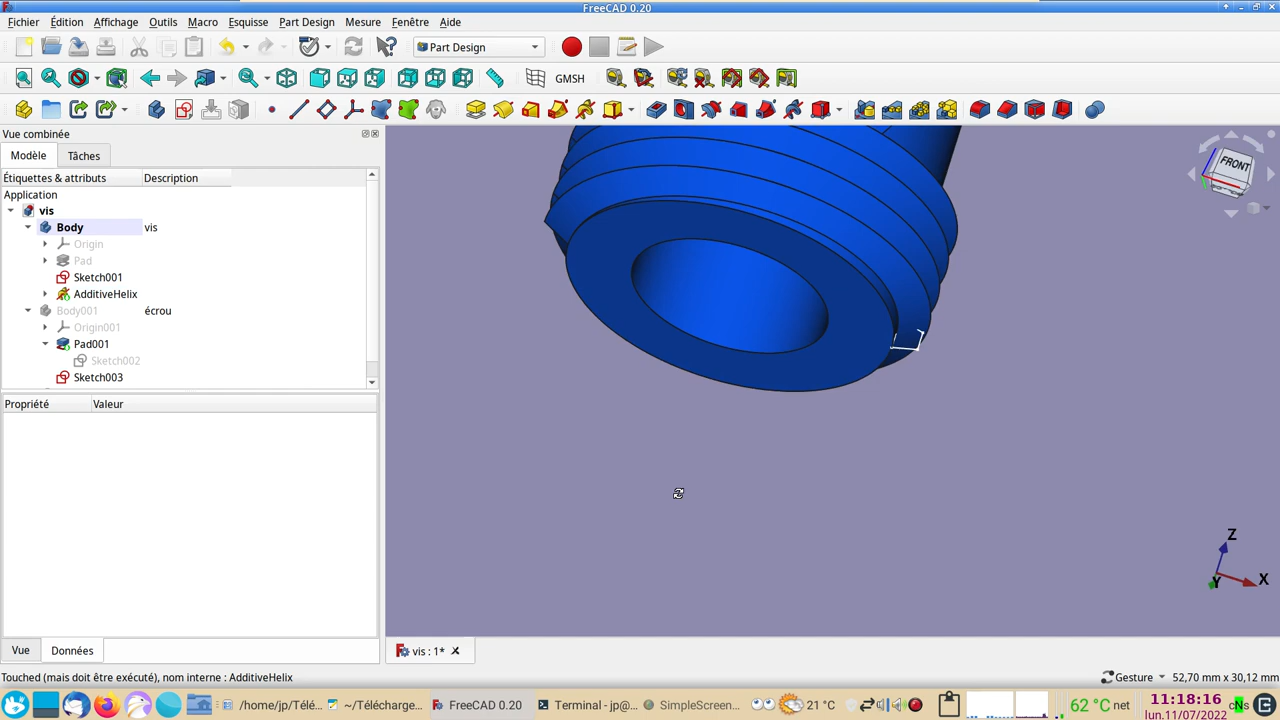 FreeCAD 0.20
Fichier Édition Affichage Outils Macro Esquisse Part Design Mesure Fenêtre Aide
Part Design
GMSH
Vue combinée
Modèle Tâches
Étiquettes & attributs Description
Application
vis
Body vis
Origin
Pad
Sketch001
AdditiveHelix
Body001 écrou
Origin001
Pad001
Sketch002
Sketch003
Propriété Valeur
FRONT
Z
X
Y
Vue Données
vis : 1*
Touched (mais doit être exécuté), nom interne : AdditiveHelix
Gesture 52,70 mm x 30,12 mm
/home/jp/Télé... ~/Télécharge... FreeCAD 0.20 Terminal - jp@... SimpleScreen... 21 °C 62 °C net 11:18:16
lun.11/07/2022